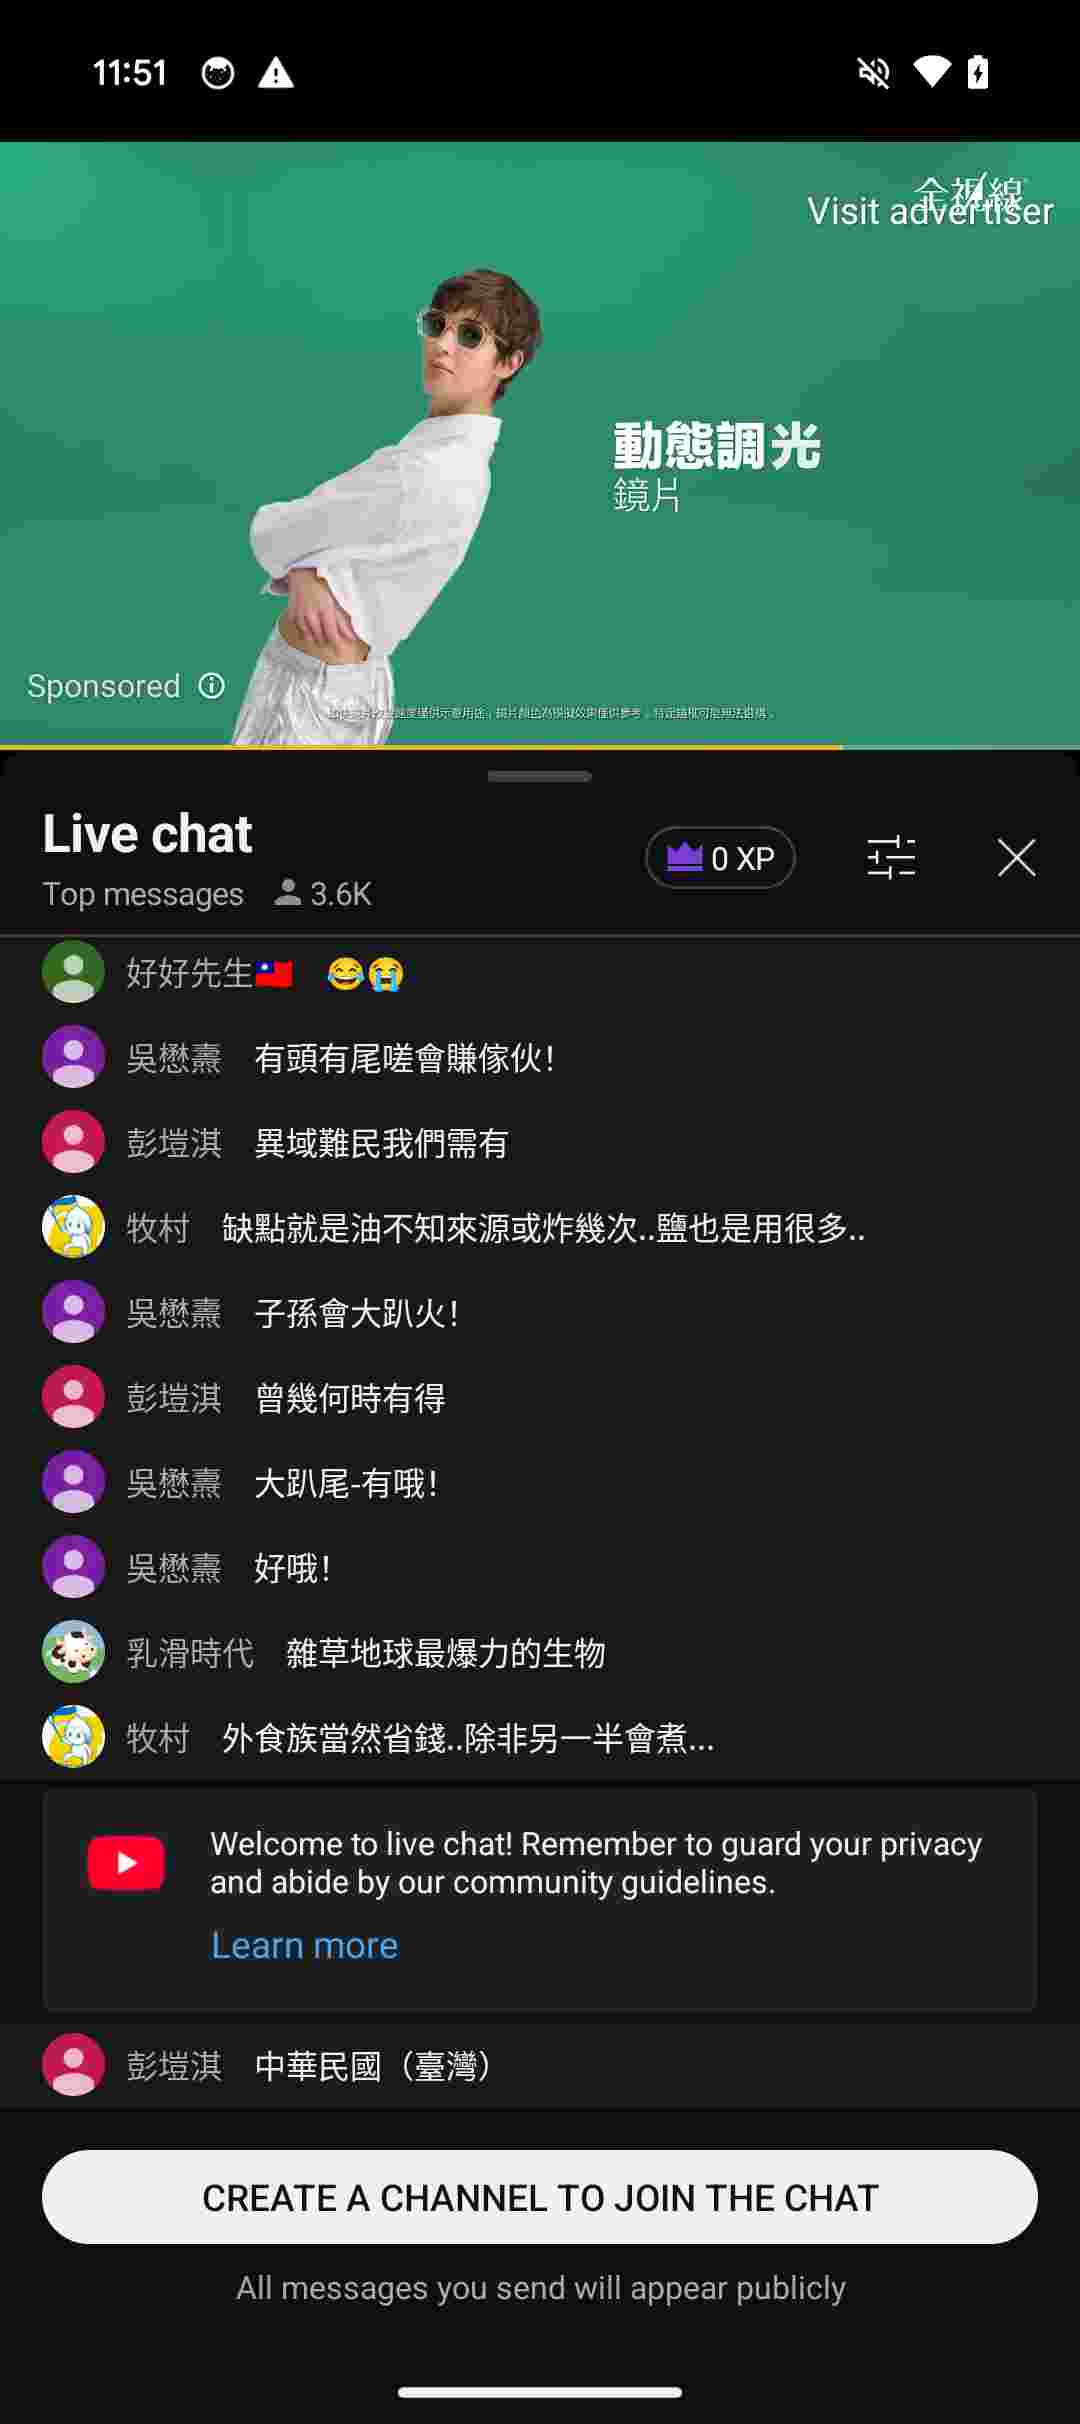 11:51
全視線
Visit advertiser
動態調光
鏡片
Sponsored
Live chat
Top messages 3.6K
0 XP
好好先生🇹🇼 😂😭
吳懋燾 有頭有尾嗟會賺傢伙!
彭塏淇 異域難民我們需有
牧村 缺點就是油不知來源或炸幾次..鹽也是用很多..
吳懋燾 子孫會大趴火!
彭塏淇 曾幾何時有得
吳懋燾 大趴尾-有哦!
吳懋燾 好哦!
乳滑時代 雜草地球最爆力的生物
牧村 外食族當然省錢..除非另一半會煮...
Welcome to live chat! Remember to guard your privacy
and abide by our community guidelines.
Learn more
彭塏淇 中華民國（臺灣）
CREATE A CHANNEL TO JOIN THE CHAT
All messages you send will appear publicly